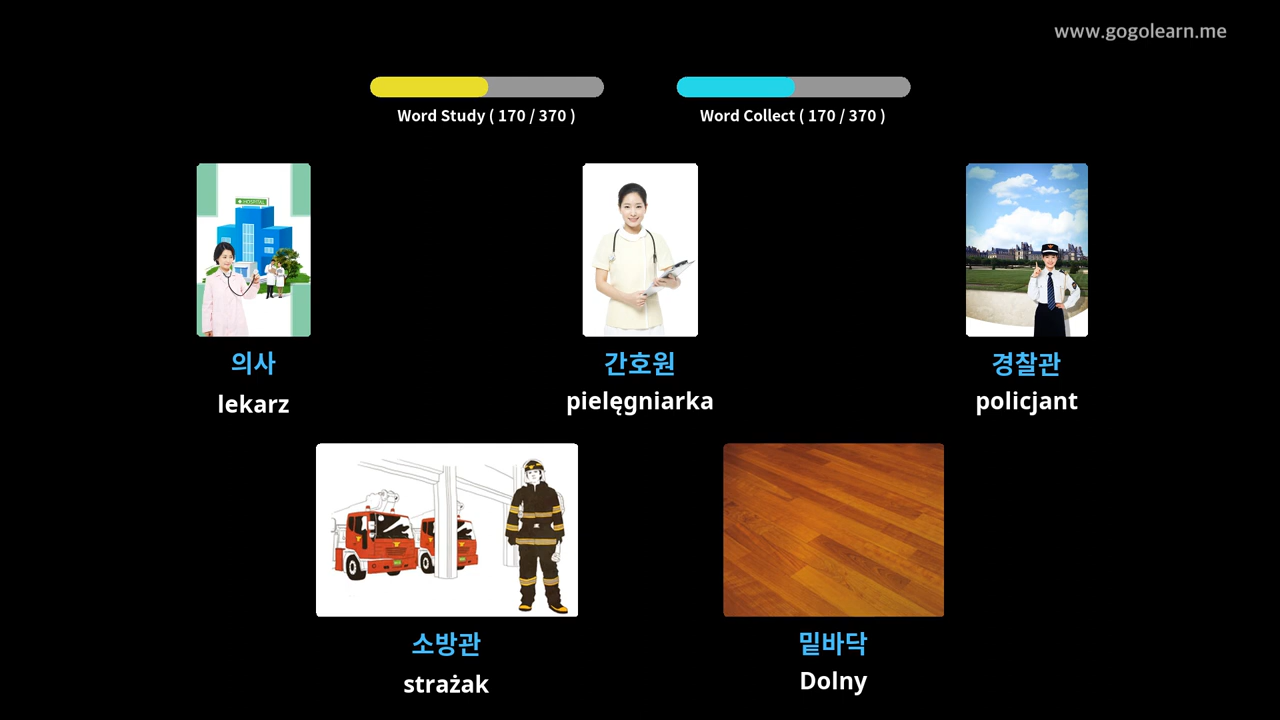 www.gogolearn.me
Word Study ( 170 / 370 )
Word Collect ( 170 / 370 )
HOSPITAL
의사
간호원
경찰관
lekarz
pielęgniarka
policjant
소방관
밑바닥
strażak
Dolny